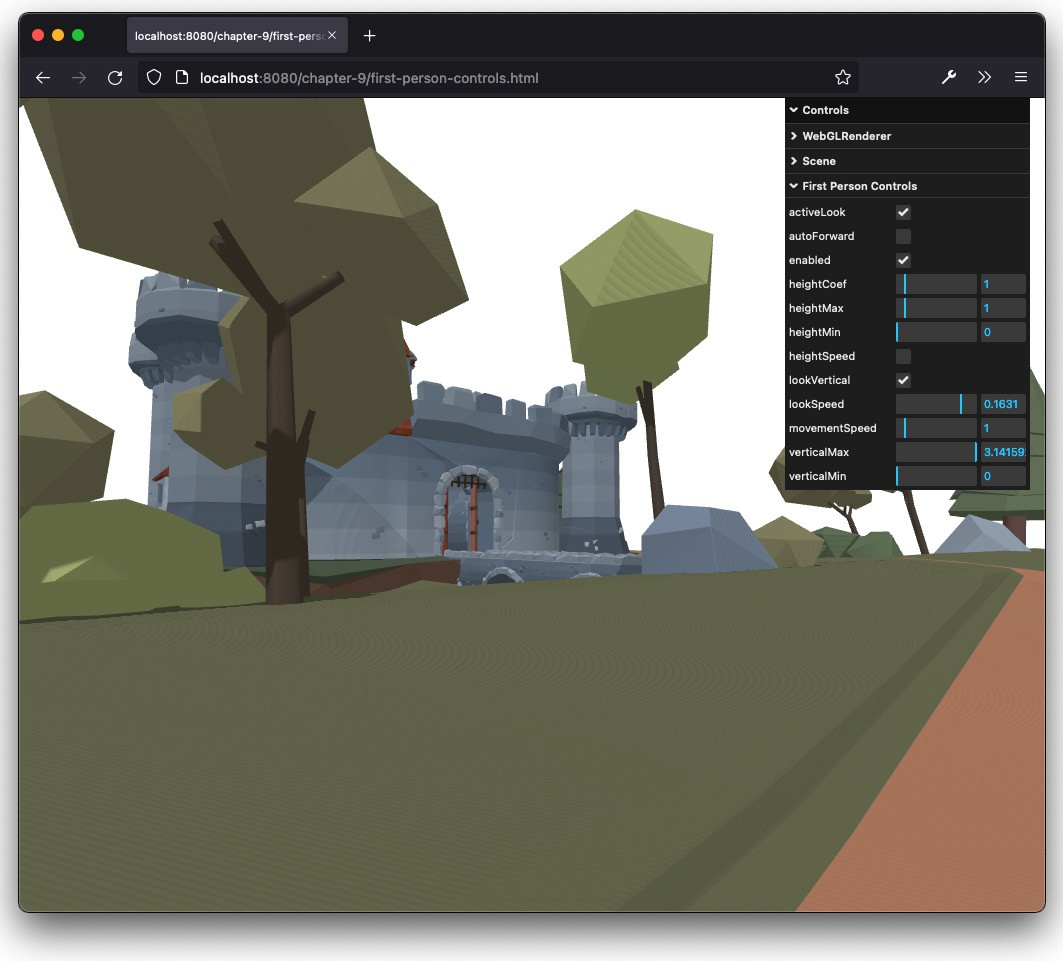 localhost:8080/chapter-9/first-pers
localhost:8080/chapter-9/first-person-controls.html
Controls
WebGLRenderer
Scene
First Person Controls
activeLook
autoForward
enabled
heightCoef 1
heightMax 1
heightMin 0
heightSpeed
lookVertical
lookSpeed 0.1631
movementSpeed 1
verticalMax 3.14159
verticalMin 0